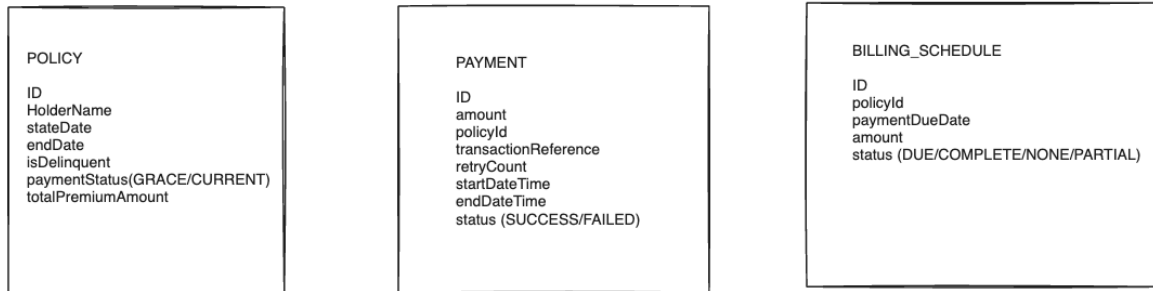 POLICY
ID
HolderName
stateDate
endDate
isDelinquent
paymentStatus(GRACE/CURRENT)
totalPremiumAmount
PAYMENT
ID
amount
policyId
transactionReference
retryCount
startDateTime
endDateTime
status (SUCCESS/FAILED)
BILLING_SCHEDULE
ID
policyId
paymentDueDate
amount
status (DUE/COMPLETE/NONE/PARTIAL)